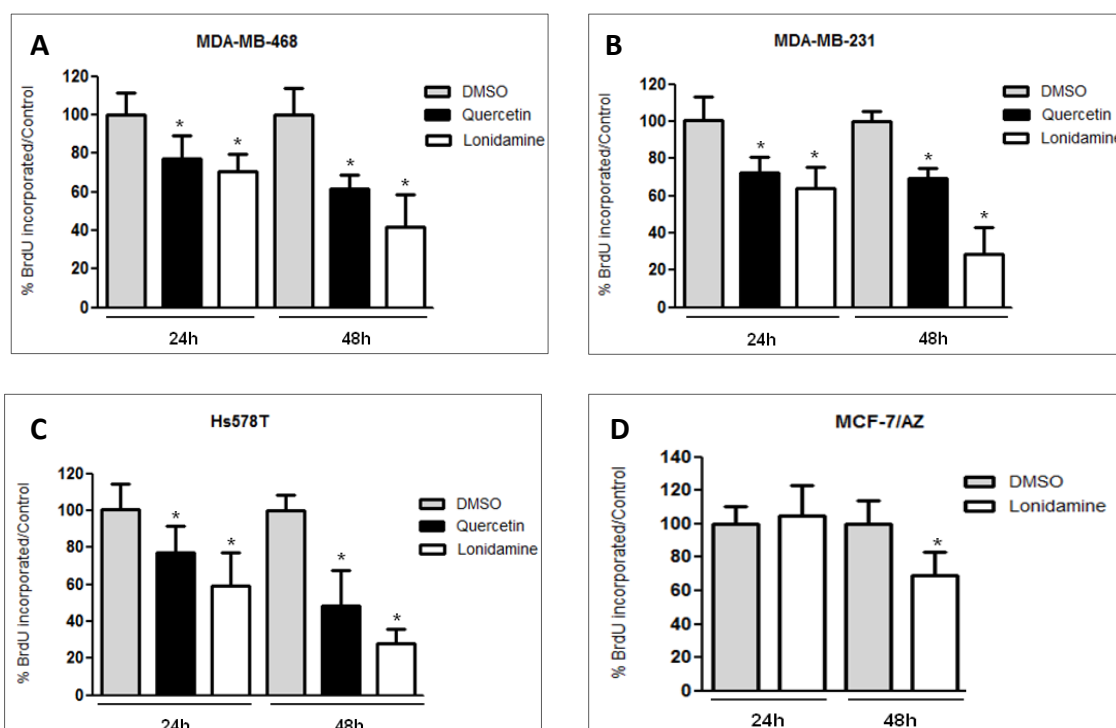 A
MDA-MB-468
% BrdU incorporated/Control
120
100
80
60
40
20
0
*
*
*
*
DMSO
Quercetin
Lonidamine
24h
48h
B
MDA-MB-231
% BrdU incorporated/Control
120
100
80
60
40
20
0
*
*
*
*
DMSO
Quercetin
Lonidamine
24h
48h
C
Hs578T
% BrdU incorporated/Control
120
100
80
60
40
20
0
*
*
*
*
DMSO
Quercetin
Lonidamine
24h
48h
D
MCF-7/AZ
% BrdU incorporated/Control
140
120
100
80
60
40
20
0
*
DMSO
Lonidamine
24h
48h